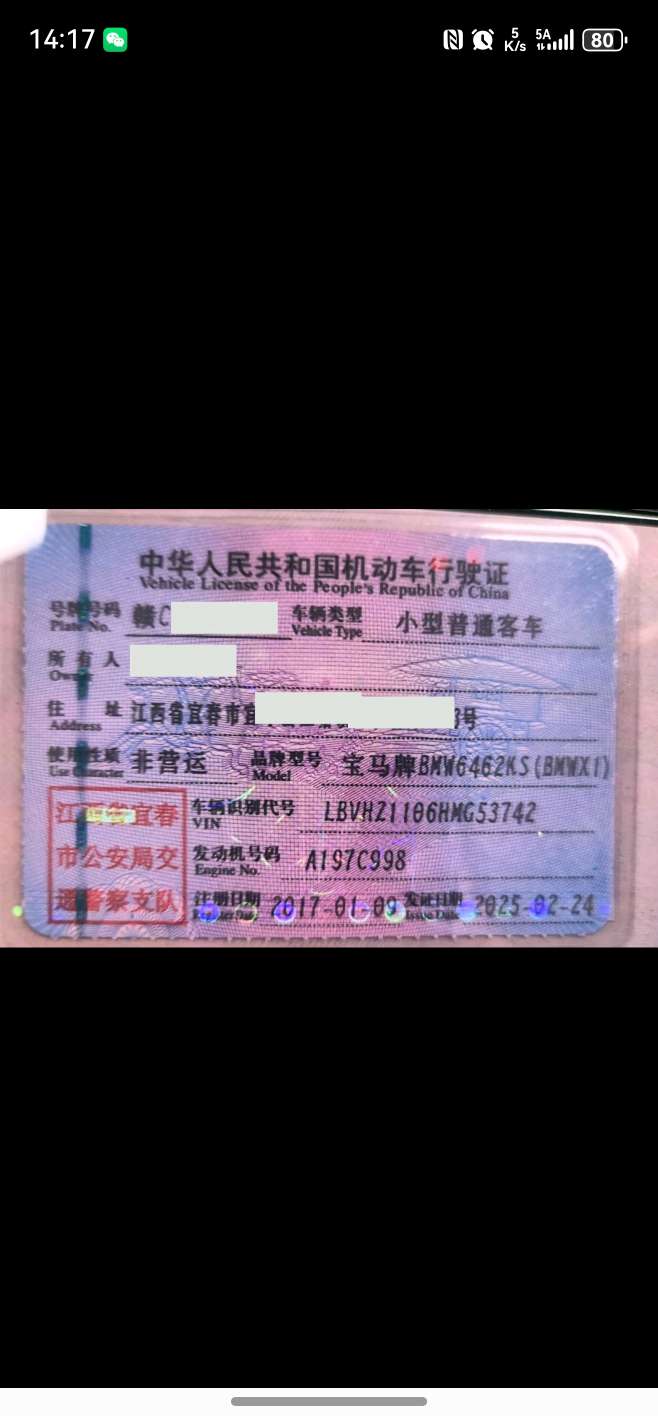 14:17
5 K/s
5A
80
中华人民共和国机动车行驶证
Vehicle License of the People's Republic of China
号牌号码 赣C 车辆类型 小型普通客车
Plate No. Vehicle Type
所有人
Owner
住址 江西省宜春市 号
Address
使用性质 非营运 品牌型号 宝马牌BMW6462KS(BMWX1)
Use Character Model
江西省宜春
市公安局交
通警察支队
车辆识别代号 LBVHZ1106HMG53742
VIN
发动机号码 A197C998
Engine No.
注册日期 2017-01-09 发证日期 2025-02-24
Register Date Issue Date